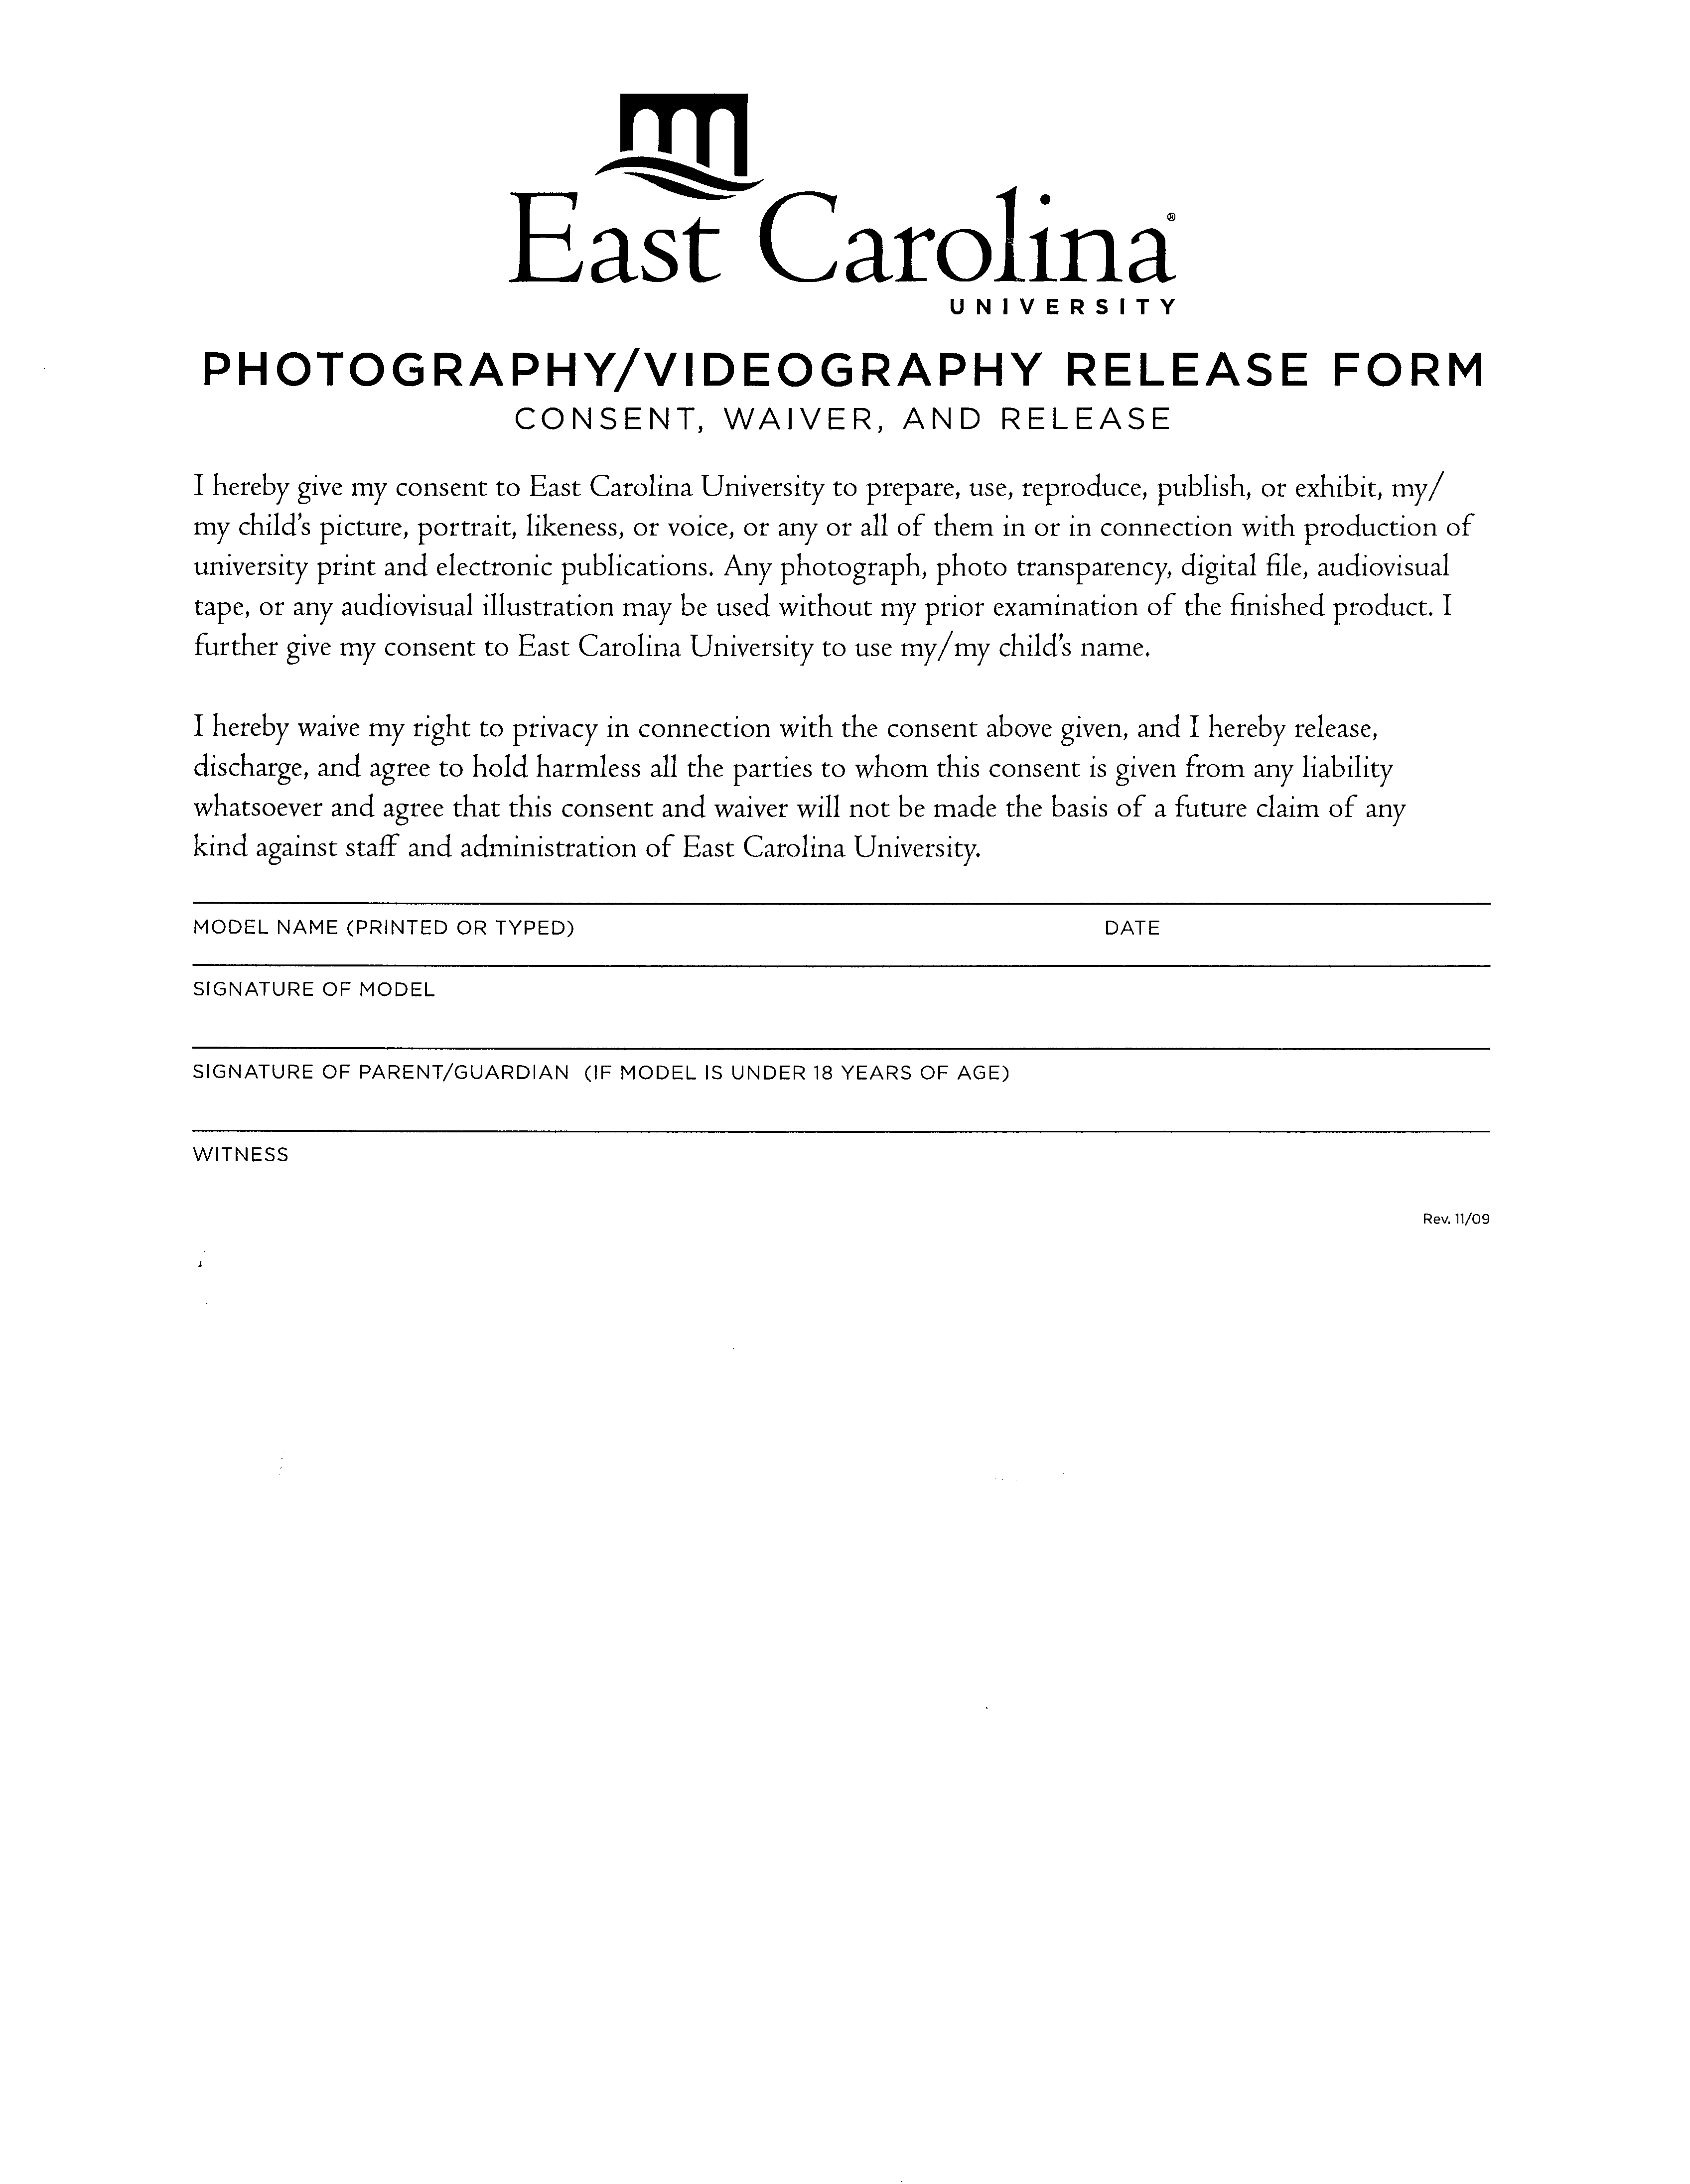 East Carolina®
UNIVERSITY
PHOTOGRAPHY/VIDEOGRAPHY RELEASE FORM
CONSENT, WAIVER, AND RELEASE
I hereby give my consent to East Carolina University to prepare, use, reproduce, publish, or exhibit, my/
my child's picture, portrait, likeness, or voice, or any or all of them in or in connection with production of
university print and electronic publications. Any photograph, photo transparency, digital file, audiovisual
tape, or any audiovisual illustration may be used without my prior examination of the finished product. I
further give my consent to East Carolina University to use my/my child's name.
I hereby waive my right to privacy in connection with the consent above given, and I hereby release,
discharge, and agree to hold harmless all the parties to whom this consent is given from any liability
whatsoever and agree that this consent and waiver will not be made the basis of a future claim of any
kind against staff and administration of East Carolina University.
MODEL NAME (PRINTED OR TYPED) DATE
SIGNATURE OF MODEL
SIGNATURE OF PARENT/GUARDIAN (IF MODEL IS UNDER 18 YEARS OF AGE)
WITNESS
Rev. 11/09